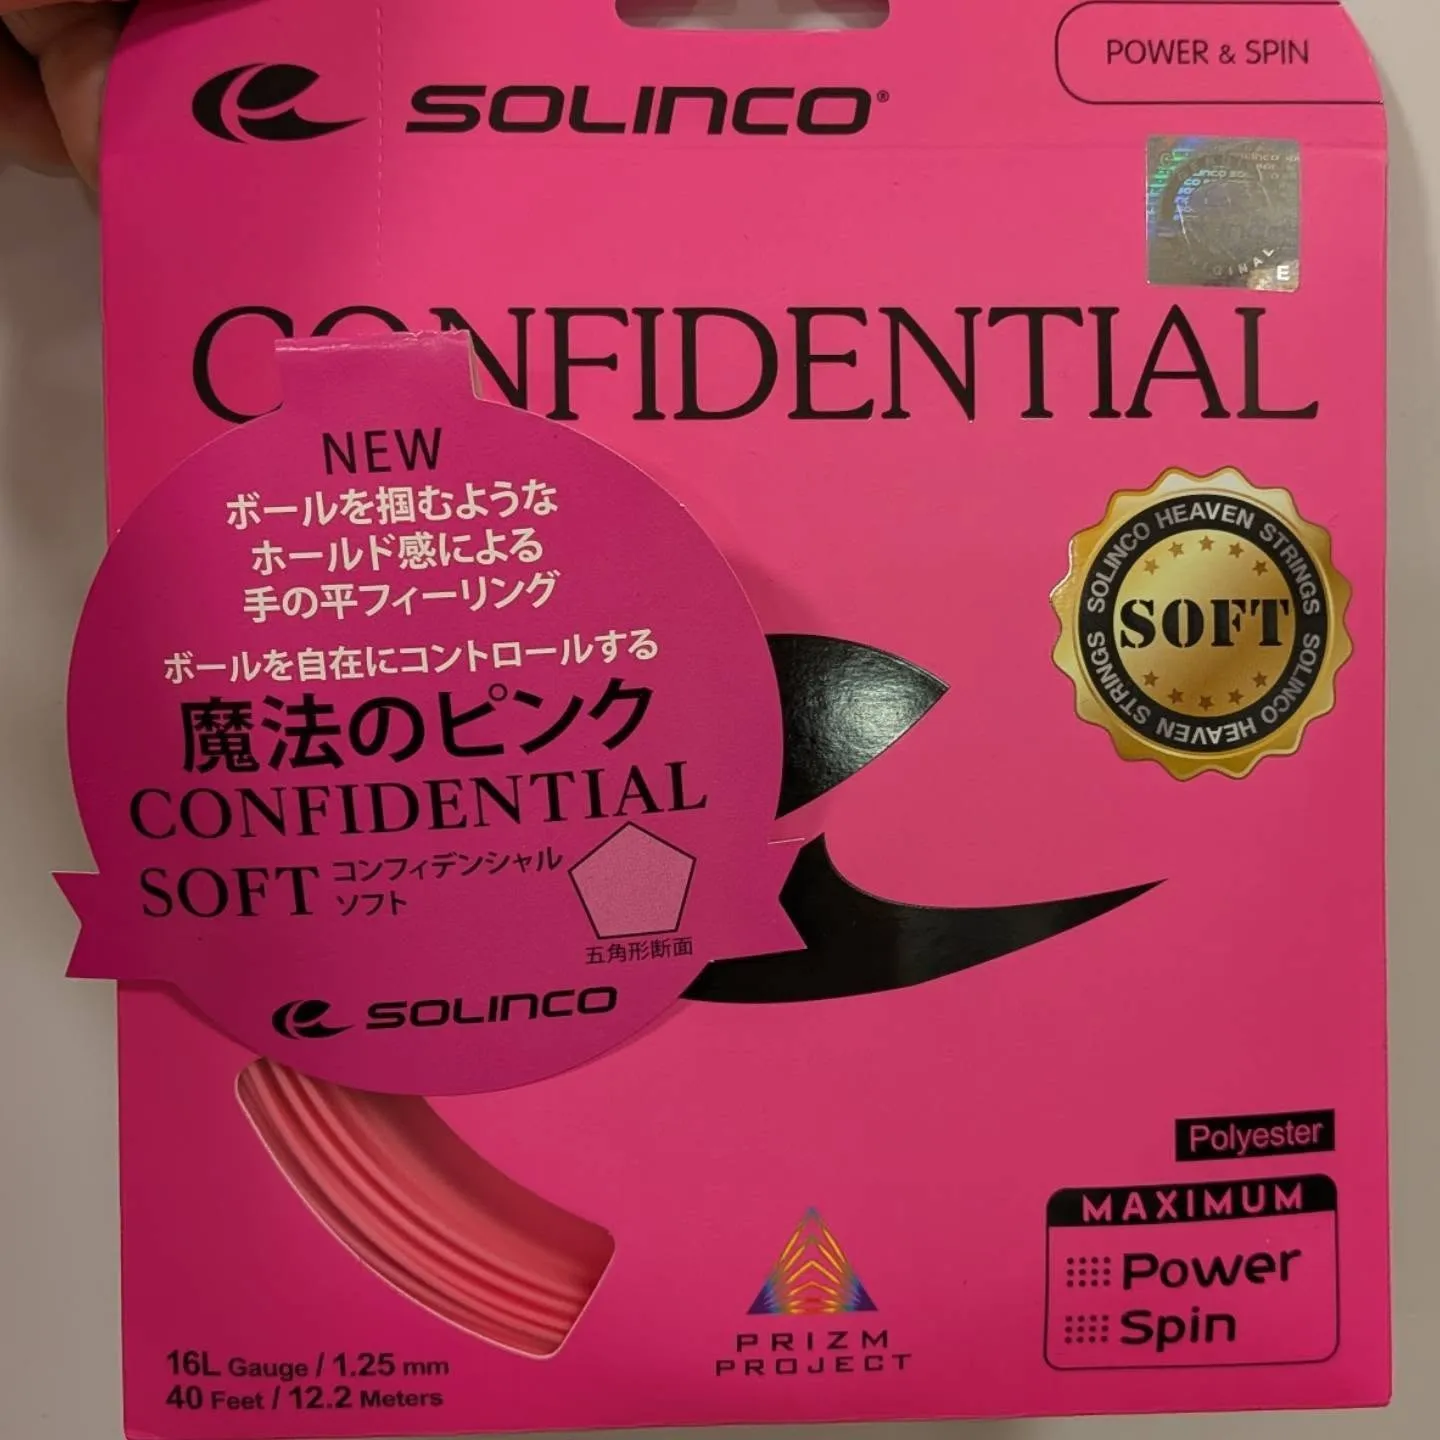 SOLINCO®
POWER & SPIN
ORIGINAL
E
CONFIDENTIAL
NEW
ボールを掴むような
ホールド感による
手の平フィーリング
ボールを自在にコントロールする
魔法のピンク
CONFIDENTIAL
SOFT コンフィデンシャル
ソフト
五角形断面
SOLINCO
SOLINCO HEAVEN STRINGS SOLINCO HEAVEN STRINGS
SOFT
Polyester
MAXIMUM
Power
Spin
PRIZM
PROJECT
16L Gauge / 1.25 mm
40 Feet / 12.2 Meters